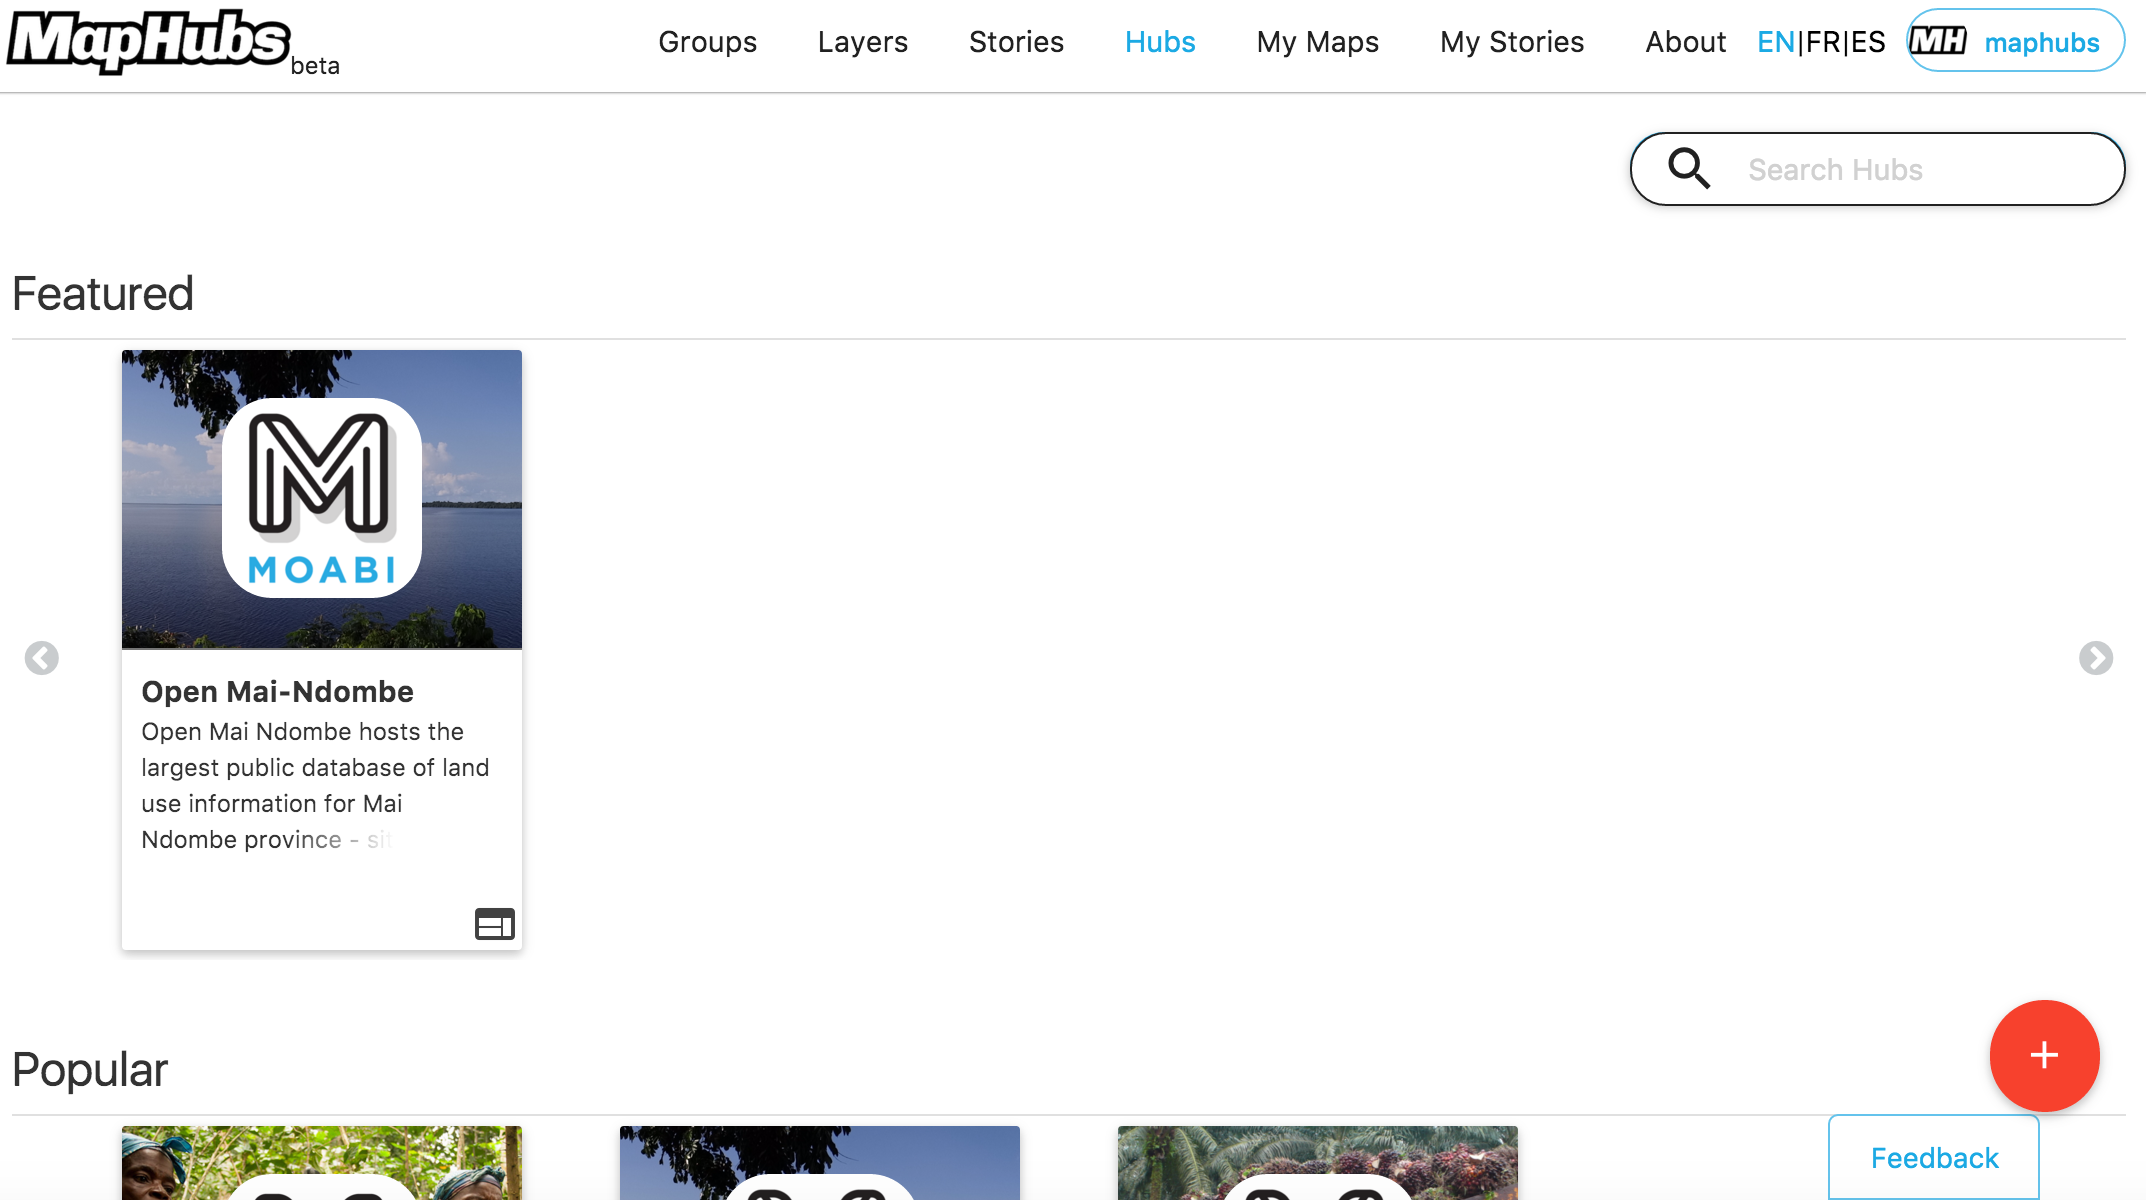 MapHubs beta
Groups Layers Stories Hubs My Maps My Stories About EN|FR|ES MH maphubs
Search Hubs
Featured
M
MOABI
Open Mai-Ndombe
Open Mai Ndombe hosts the
largest public database of land
use information for Mai
Ndombe province - sit
+
Popular
Feedback